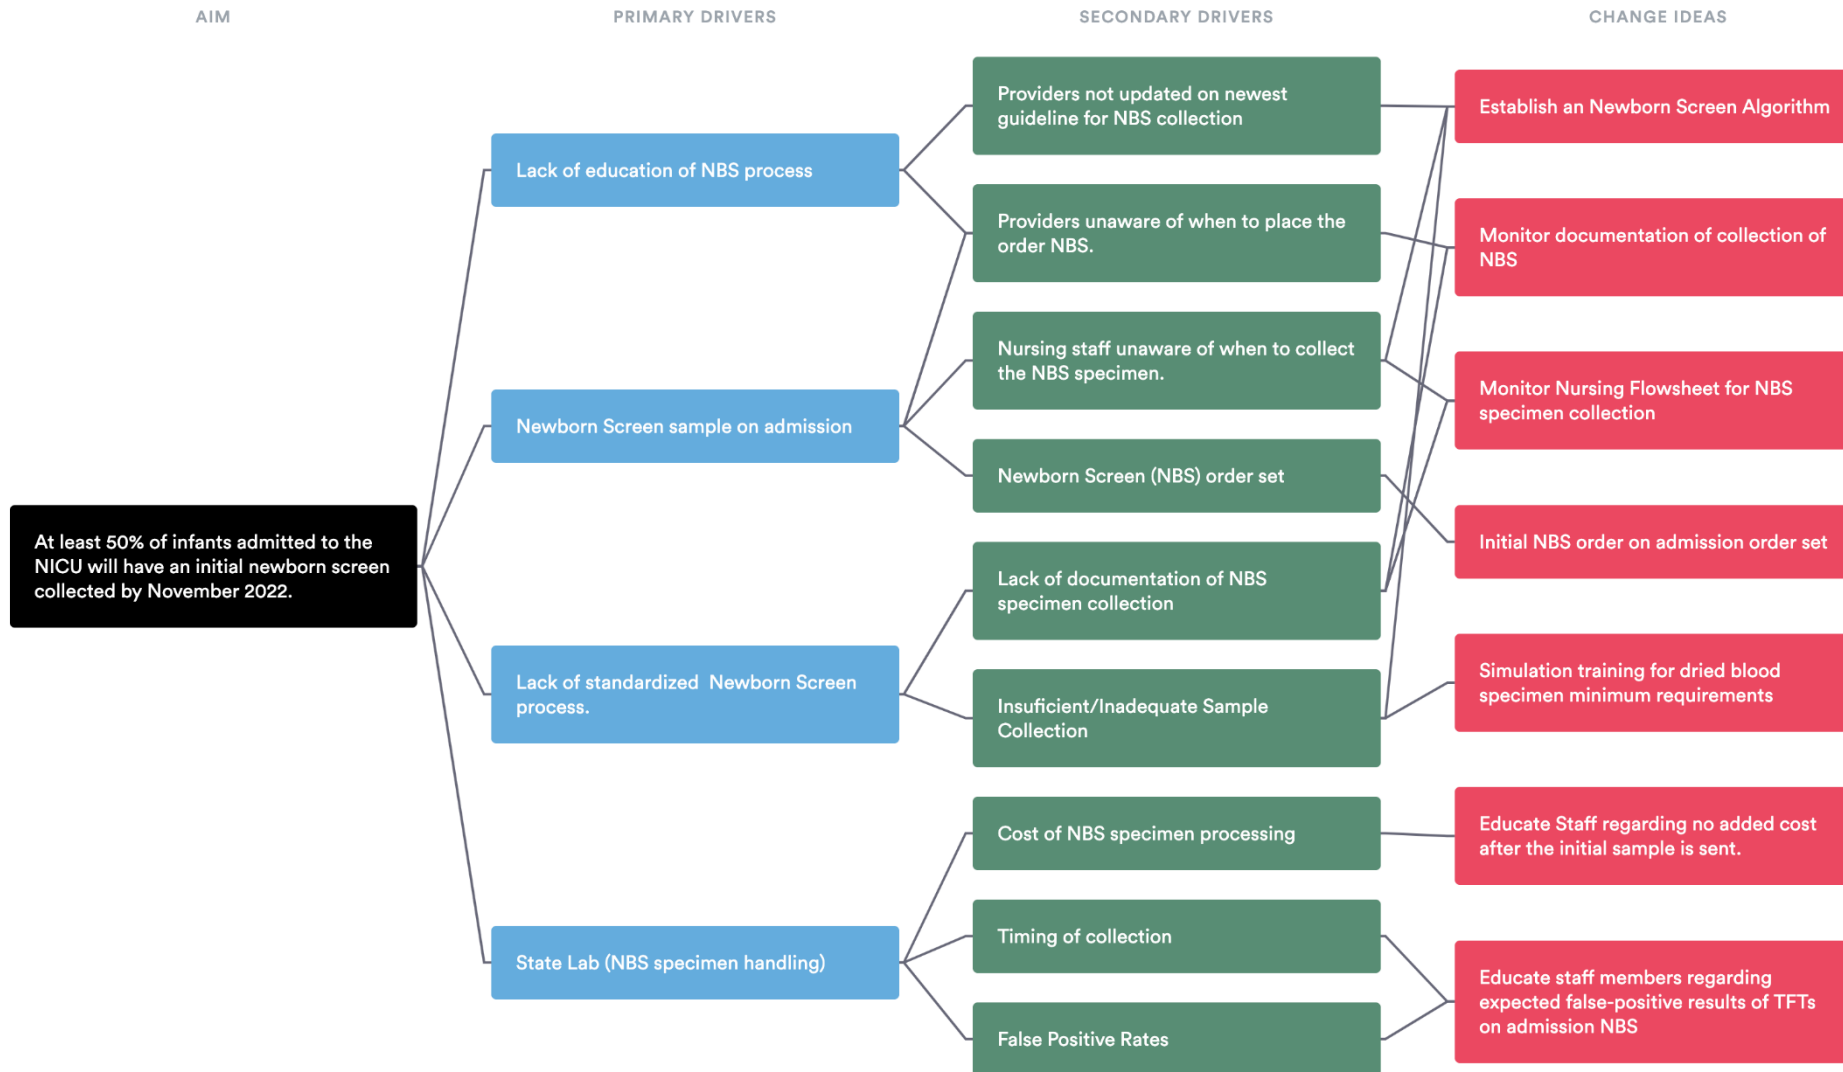 AIM
PRIMARY DRIVERS
SECONDARY DRIVERS
CHANGE IDEAS
At least 50% of infants admitted to the
NICU will have an initial newborn screen
collected by November 2022.
Lack of education of NBS process
Newborn Screen sample on admission
Lack of standardized  Newborn Screen
process.
State Lab (NBS specimen handling)
Providers not updated on newest
guideline for NBS collection
Providers unaware of when to place the
order NBS.
Nursing staff unaware of when to collect
the NBS specimen.
Newborn Screen (NBS) order set
Lack of documentation of NBS
specimen collection
Insuficient/Inadequate Sample
Collection
Cost of NBS specimen processing
Timing of collection
False Positive Rates
Establish an Newborn Screen Algorithm
Monitor documentation of collection of
NBS
Monitor Nursing Flowsheet for NBS
specimen collection
Initial NBS order on admission order set
Simulation training for dried blood
specimen minimum requirements
Educate Staff regarding no added cost
after the initial sample is sent.
Educate staff members regarding
expected false-positive results of TFTs
on admission NBS